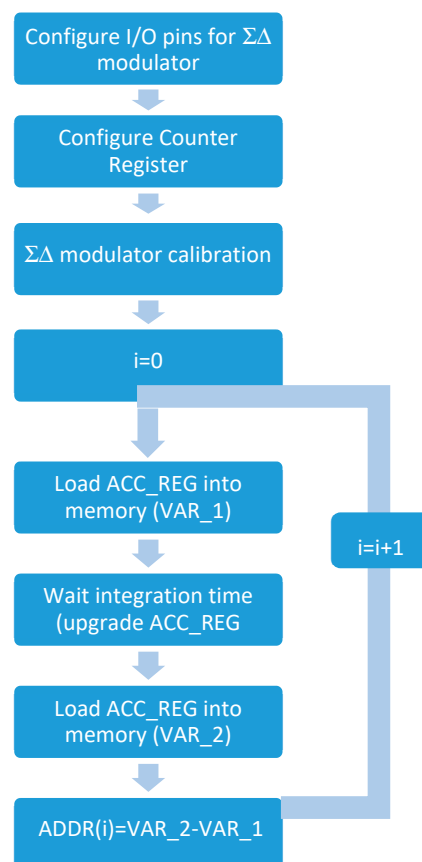 Configure I/O pins for ΣΔ
modulator
Configure Counter
Register
ΣΔ modulator calibration
i=0
Load ACC_REG into
memory (VAR_1)
i=i+1
Wait integration time
(upgrade ACC_REG
Load ACC_REG into
memory (VAR_2)
ADDR(i)=VAR_2-VAR_1